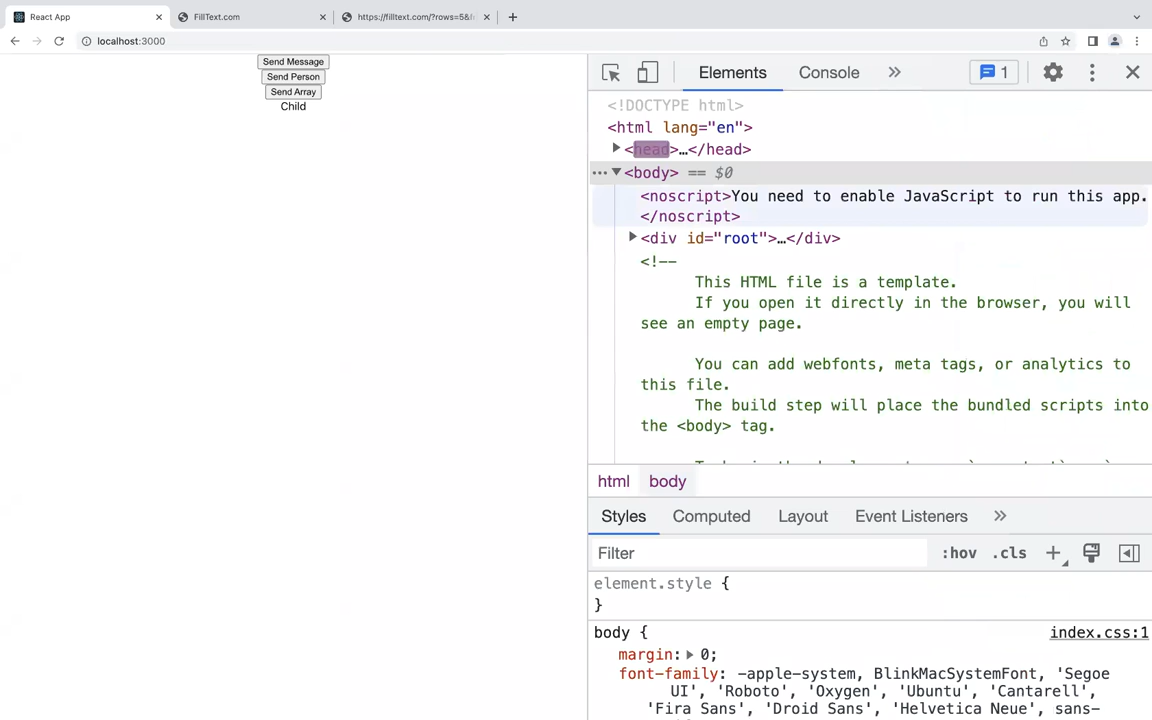 React App
FillText.com
https://filltext.com/?rows=5&
localhost:3000
Send Message
Send Person
Send Array
Child
Elements
Console
1
<!DOCTYPE html>
<html lang="en">
<head>…</head>
<body> == $0
<noscript>You need to enable JavaScript to run this app.
</noscript>
<div id="root">…</div>
<!--
This HTML file is a template.
If you open it directly in the browser, you will
see an empty page.
You can add webfonts, meta tags, or analytics to
this file.
The build step will place the bundled scripts into
the <body> tag.
html
body
Styles
Computed
Layout
Event Listeners
Filter
:hov
.cls
element.style {
}
body {
index.css:1
margin: 0;
font-family: -apple-system, BlinkMacSystemFont, 'Segoe
UI', 'Roboto', 'Oxygen', 'Ubuntu', 'Cantarell',
'Fira Sans', 'Droid Sans', 'Helvetica Neue', sans-